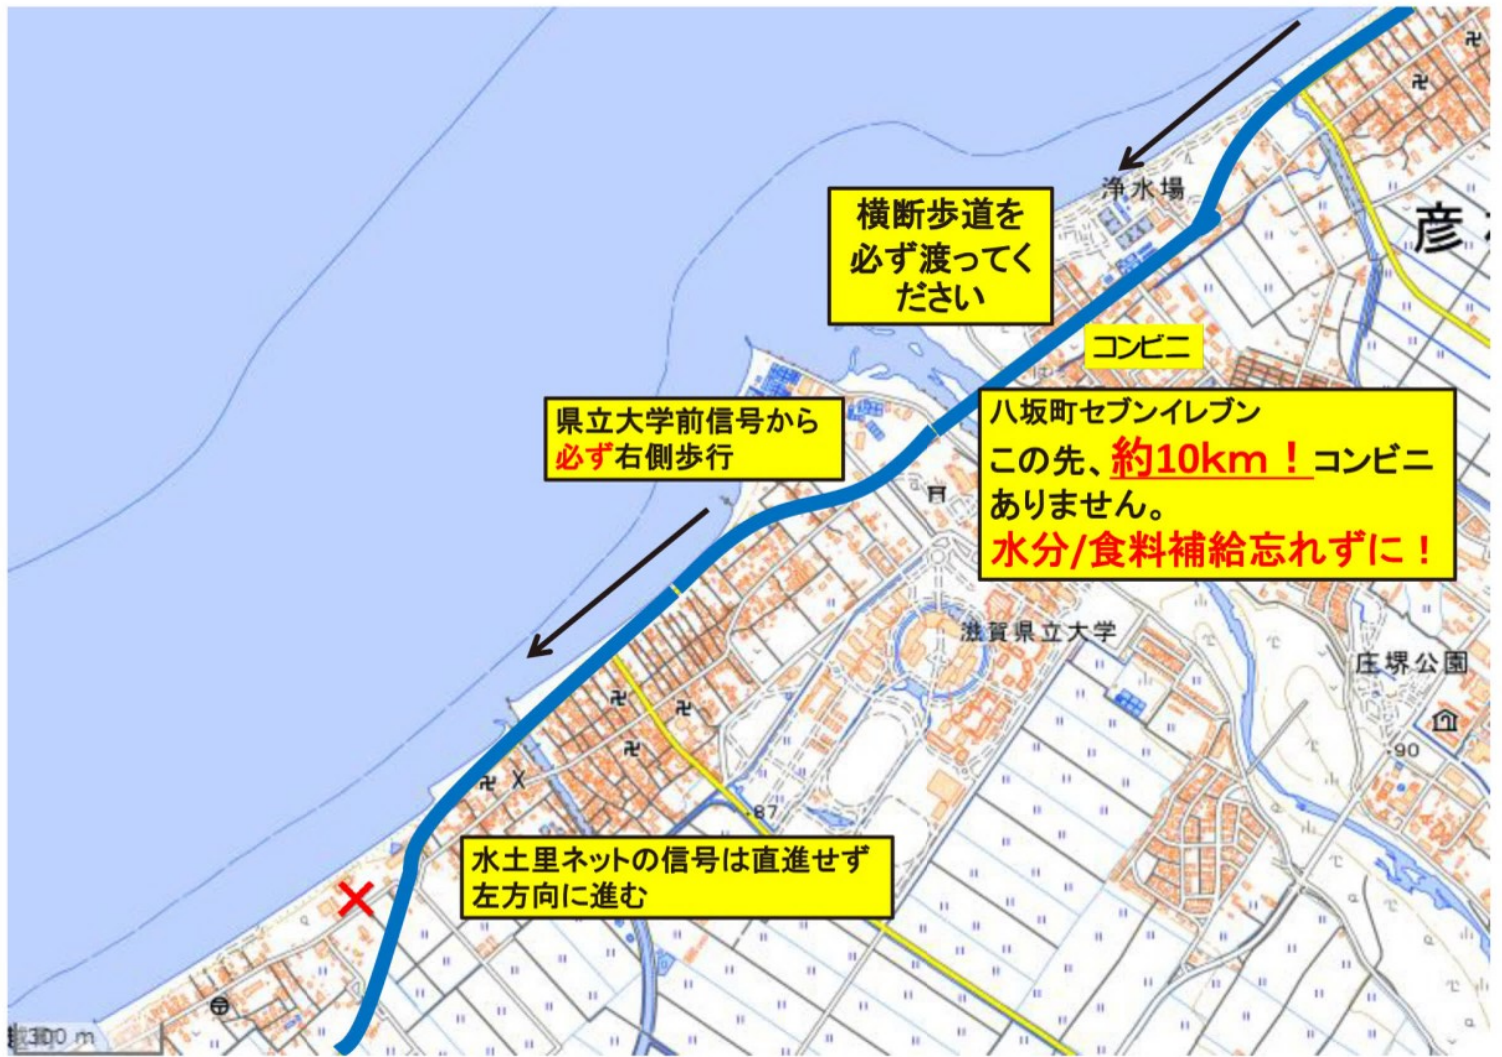 浄水場
彦
横断歩道を
必ず渡ってく
ださい
コンビニ
県立大学前信号から
必ず右側歩行
八坂町セブンイレブン
この先、約10km！コンビニ
ありません。
水分/食料補給忘れずに！
滋賀県立大学
庄堺公園
90
87
水土里ネットの信号は直進せず
左方向に進む
300 m